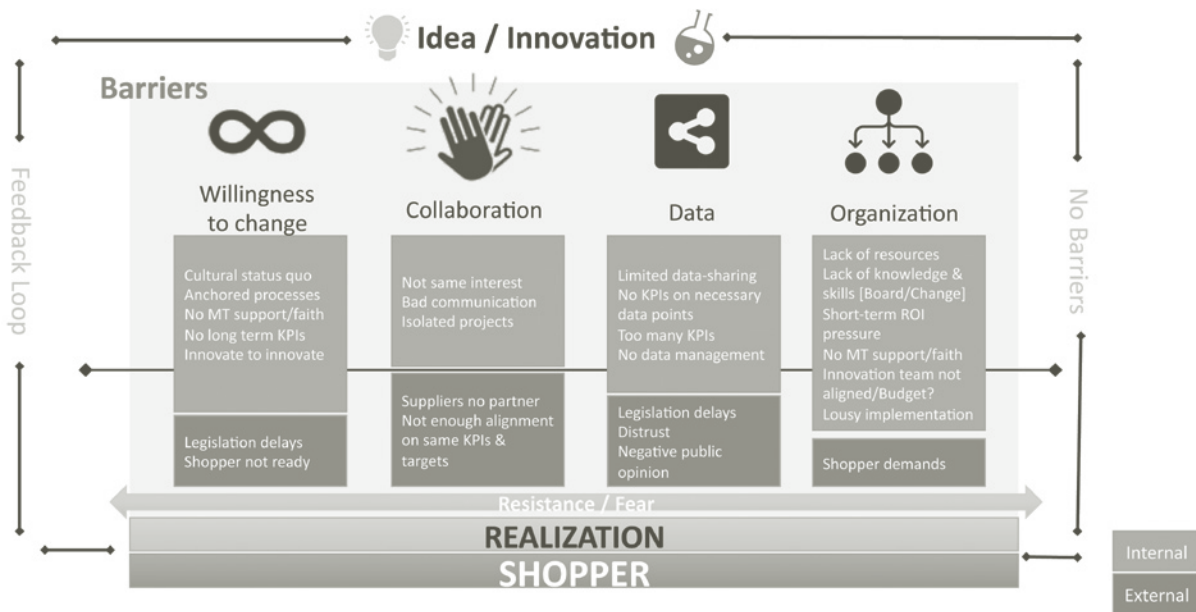 Idea / Innovation
Barriers
Feedback Loop
No Barriers
Willingness
to change
Cultural status quo
Anchored processes
No MT support/faith
No long term KPIs
Innovate to innovate
Legislation delays
Shopper not ready
Collaboration
Not same interest
Bad communication
Isolated projects
Suppliers no partner
Not enough alignment
on same KPIs &
targets
Data
Limited data-sharing
No KPIs on necessary
data points
Too many KPIs
No data management
Legislation delays
Distrust
Negative public
opinion
Organization
Lack of resources
Lack of knowledge &
skills [Board/Change]
Short-term ROI
pressure
No MT support/faith
Innovation team not
aligned/Budget?
Lousy implementation
Shopper demands
Resistance / Fear
REALIZATION
SHOPPER
Internal
External